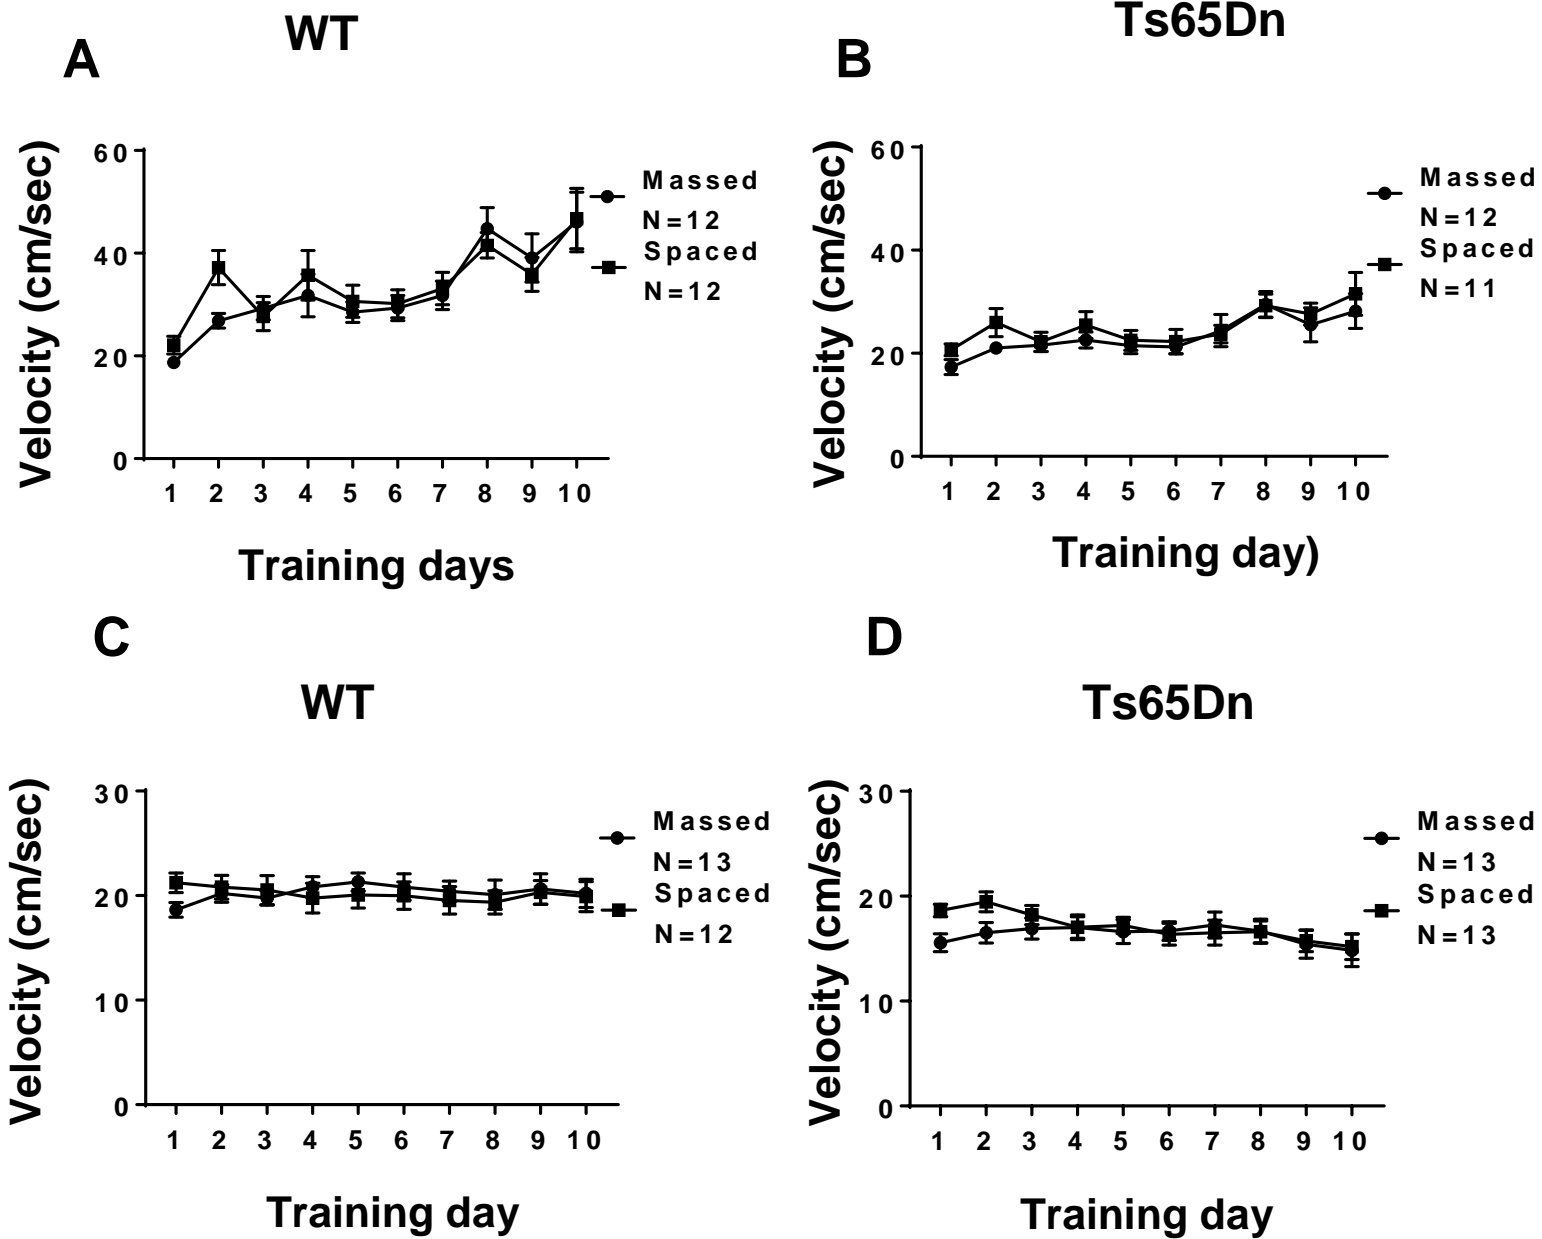 WT
Ts65Dn
A
B
Velocity (cm/sec)
60
40
20
0
1 2 3 4 5 6 7 8 9 10
Training days
Massed
N=12
Spaced
N=12
Velocity (cm/sec)
60
40
20
0
1 2 3 4 5 6 7 8 9 10
Training day)
Massed
N=12
Spaced
N=11
C
D
WT
Ts65Dn
Velocity (cm/sec)
30
20
10
0
1 2 3 4 5 6 7 8 9 10
Training day
Massed
N=13
Spaced
N=12
Velocity (cm/sec)
30
20
10
0
1 2 3 4 5 6 7 8 9 10
Training day
Massed
N=13
Spaced
N=13